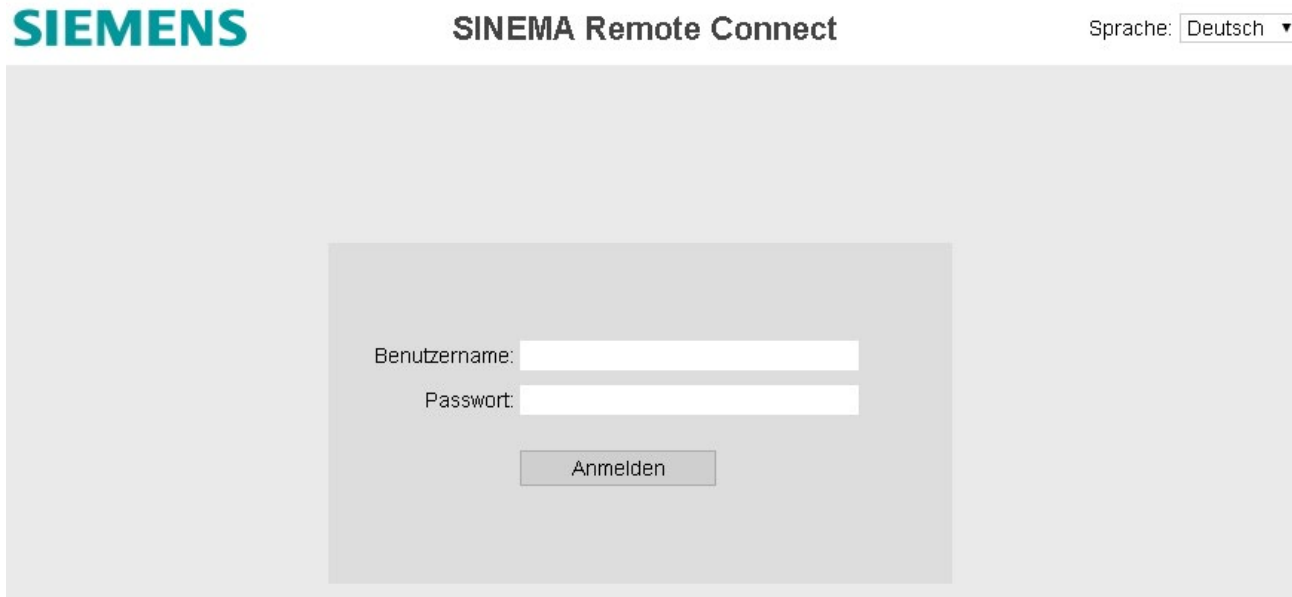 SIEMENS SINEMA Remote Connect Sprache: Deutsch
Benutzername:
Passwort:
Anmelden